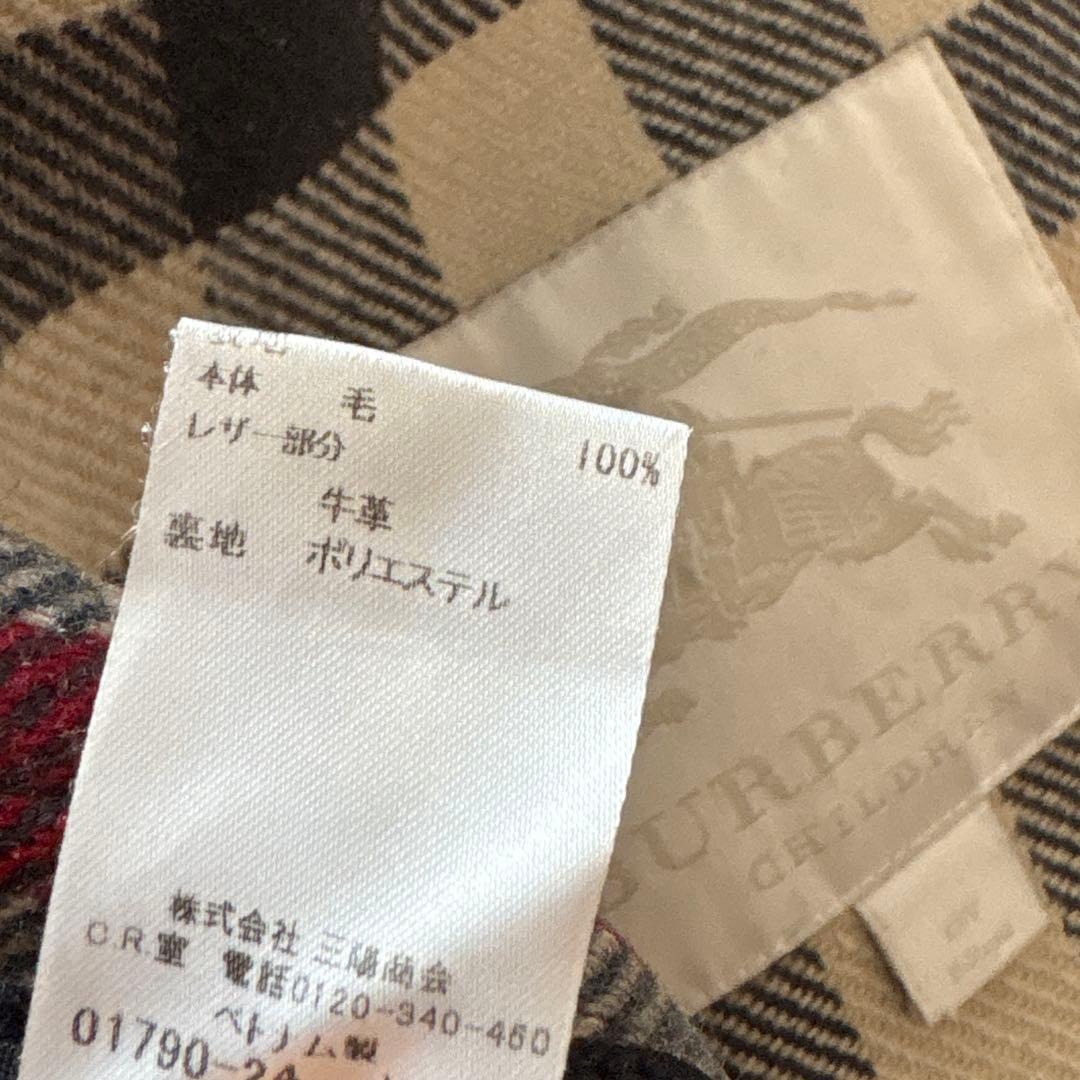 本体 毛 100%
レザー部分
牛革
裏地 ポリエステル
株式会社 三陽商会
C.R.室 電話0120-340-460
ベトナム製
01790-24
BURBERRY
CHILDREN